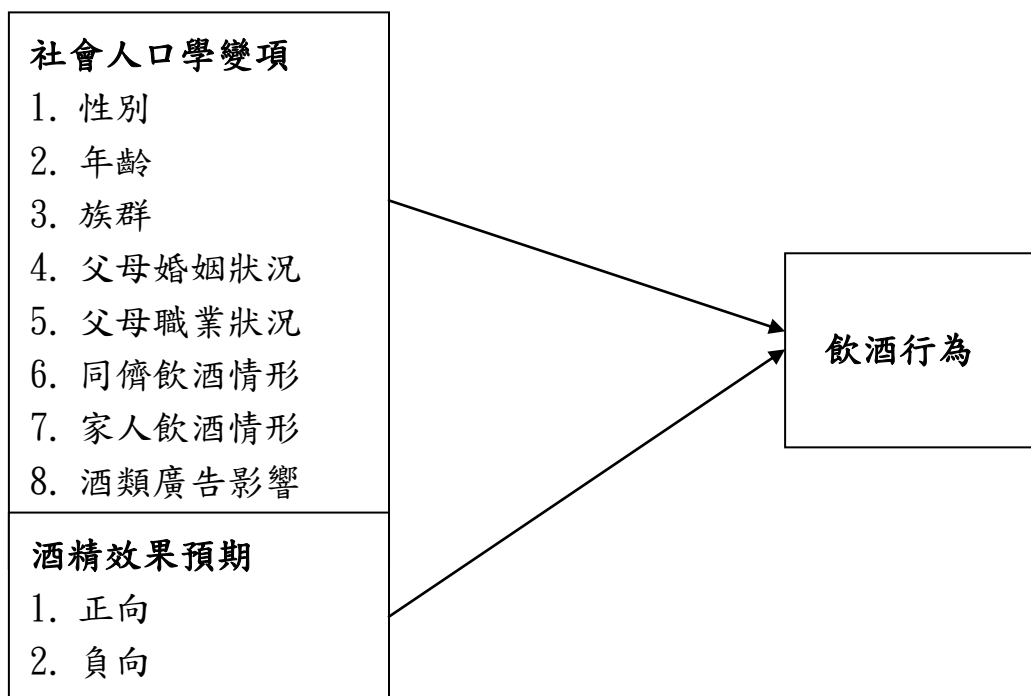 社會人口學變項
1. 性別
2. 年齡
3. 族群
4. 父母婚姻狀況
5. 父母職業狀況
6. 同儕飲酒情形
7. 家人飲酒情形
8. 酒類廣告影響
酒精效果預期
1. 正向
2. 負向
飲酒行為